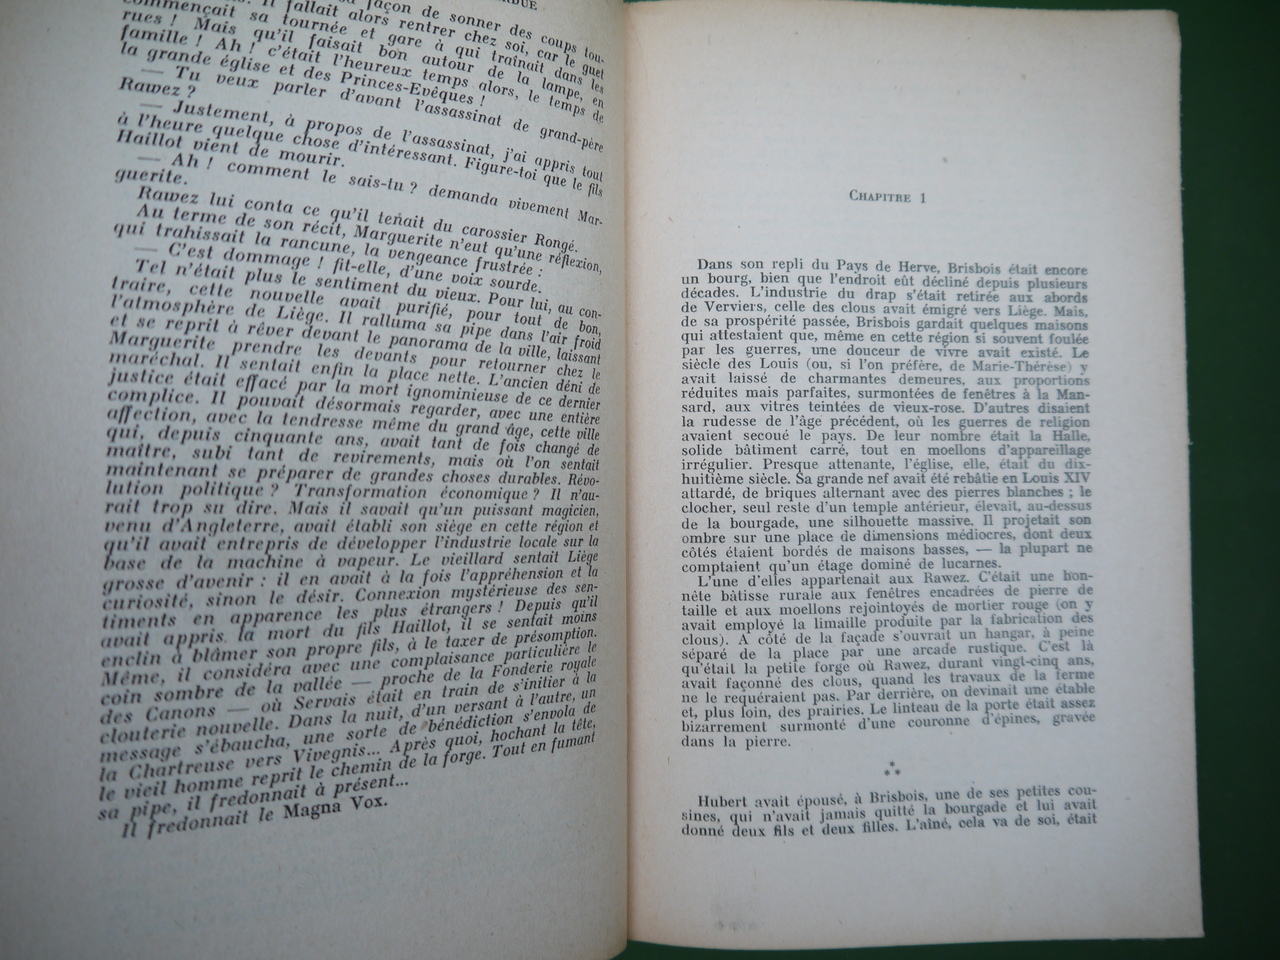 DUE
façon de sonner des coups tou-
Il fallait alors rentrer chez soi, car le guet
commençait sa tournée et gare à qui traînait dans les
rues ! Mais qu'il faisait bon autour de la lampe, en
famille ! Ah ! c'était l'heureux temps alors, le temps de
la grande église et des Princes-Evêques !
— Tu veux parler d'avant l'assassinat de grand-père
Rawez ?
— Justement, à propos de l'assassinat, j'ai appris tout
à l'heure quelque chose d'intéressant. Figure-toi que le fils
Haillot vient de mourir.
— Ah ! comment le sais-tu ? demanda vivement Mar-
guerite.
Rawez lui conta ce qu'il tenait du carossier Rongé.
Au terme de son récit, Marguerite n'eut qu'une réflexion,
qui trahissait la rancune, la vengeance frustrée :
— C'est dommage ! fit-elle, d'une voix sourde.
Tel n'était plus le sentiment du vieux. Pour lui, au con-
traire, cette nouvelle avait purifié, pour tout de bon,
l'atmosphère de Liège. Il ralluma sa pipe dans l'air froid
et se reprit à rêver devant le panorama de la ville, laissant
Marguerite prendre les devants pour retourner chez le
maréchal. Il sentait enfin la place nette. L'ancien déni de
justice était effacé par la mort ignominieuse de ce dernier
complice. Il pouvait désormais regarder, avec une entière
affection, avec la tendresse même du grand âge, cette ville
qui, depuis cinquante ans, avait tant de fois changé de
maître, subi tant de revirements, mais où l'on sentait
maintenant se préparer de grandes choses durables. Révo-
lution politique ? Transformation économique ? Il n'au-
rait trop su dire. Mais il savait qu'un puissant magicien,
venu d'Angleterre, avait établi son siège en cette région et
qu'il avait entrepris de développer l'industrie locale sur la
base de la machine à vapeur. Le vieillard sentait Liège
grosse d'avenir : il en avait à la fois l'appréhension et la
curiosité, sinon le désir. Connexion mystérieuse des sen-
timents en apparence les plus étrangers ! Depuis qu'il
avait appris la mort du fils Haillot, il se sentait moins
enclin à blâmer son propre fils, à le taxer de présomption.
Même, il considéra avec une complaisance particulière le
coin sombre de la vallée — proche de la Fonderie royale
des Canons — où Servais était en train de s'initier à la
clouterie nouvelle. Dans la nuit, d'un versant à l'autre, un
message s'ébaucha, une sorte de bénédiction s'envola de
la Chartreuse vers Vivegnis... Après quoi, hochant la tête,
le vieil homme reprit le chemin de la forge. Tout en fumant
sa pipe, il fredonnait à présent...
Il fredonnait le Magna Vox.
CHAPITRE 1
Dans son repli du Pays de Herve, Brisbois était encore
un bourg, bien que l'endroit eût décliné depuis plusieurs
décades. L'industrie du drap s'était retirée aux abords
de Verviers, celle des clous avait émigré vers Liège. Mais,
de sa prospérité passée, Brisbois gardait quelques maisons
qui attestaient que, même en cette région si souvent foulée
par les guerres, une douceur de vivre avait existé. Le
siècle des Louis (ou, si l'on préfère, de Marie-Thérèse) y
avait laissé de charmantes demeures, aux proportions
réduites mais parfaites, surmontées de fenêtres à la Man-
sard, aux vitres teintées de vieux-rose. D'autres disaient
la rudesse de l'âge précédent, où les guerres de religion
avaient secoué le pays. De leur nombre était la Halle,
solide bâtiment carré, tout en moellons d'appareillage
irrégulier. Presque attenante, l'église, elle, était du dix-
huitième siècle. Sa grande nef avait été rebâtie en Louis XIV
attardé, de briques alternant avec des pierres blanches ; le
clocher, seul reste d'un temple antérieur, élevait, au-dessus
de la bourgade, une silhouette massive. Il projetait son
ombre sur une place de dimensions médiocres, dont deux
côtés étaient bordés de maisons basses, — la plupart ne
comptaient qu'un étage dominé de lucarnes.
L'une d'elles appartenait aux Rawez. C'était une hon-
nête bâtisse rurale aux fenêtres encadrées de pierre de
taille et aux moellons rejointoyés de mortier rouge (on y
avait employé la limaille produite par la fabrication des
clous). A côté de la façade s'ouvrait un hangar, à peine
séparé de la place par une arcade rustique. C'est là
qu'était la petite forge où Rawez, durant vingt-cinq ans,
avait façonné des clous, quand les travaux de la ferme
ne le requéraient pas. Par derrière, on devinait une étable
et, plus loin, des prairies. Le linteau de la porte était assez
bizarrement surmonté d'une couronne d'épines, gravée
dans la pierre.
⁂
Hubert avait épousé, à Brisbois, une de ses petites cou-
sines, qui n'avait jamais quitté la bourgade et lui avait
donné deux fils et deux filles. L'aîné, cela va de soi, était